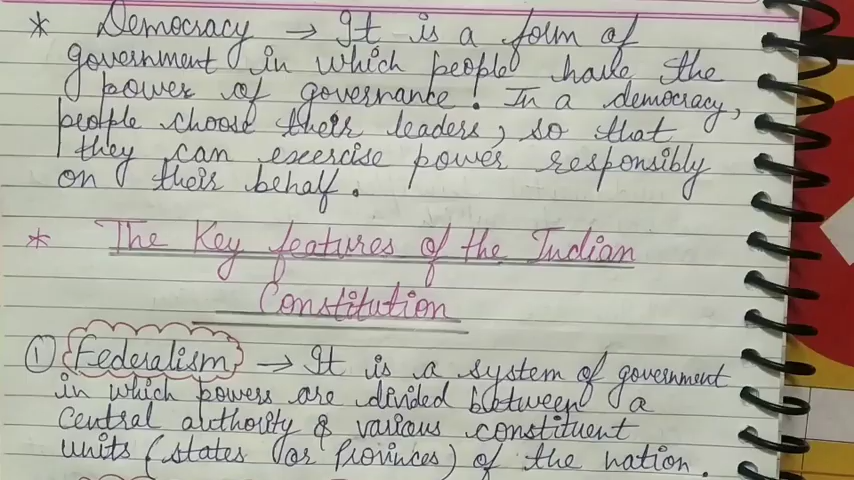 * Democracy → It is a form of
government in which people have the
power of governance. In a democracy,
people choose their leaders, so that
they can exercise power responsibly
on their behalf.
* The Key features of the Indian
Constitution
① Federalism → It is a system of government
in which powers are divided between a
central authority & various constituent
units (states or Provinces) of the nation.